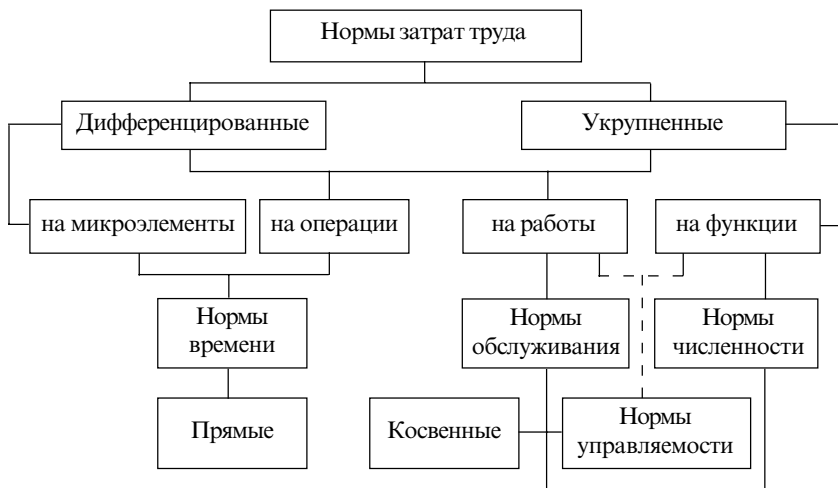 Нормы затрат труда
Дифференцированные
Укрупненные
на микроэлементы
на операции
на работы
на функции
Нормы
времени
Нормы
обслуживания
Нормы
численности
Прямые
Косвенные
Нормы
управляемости